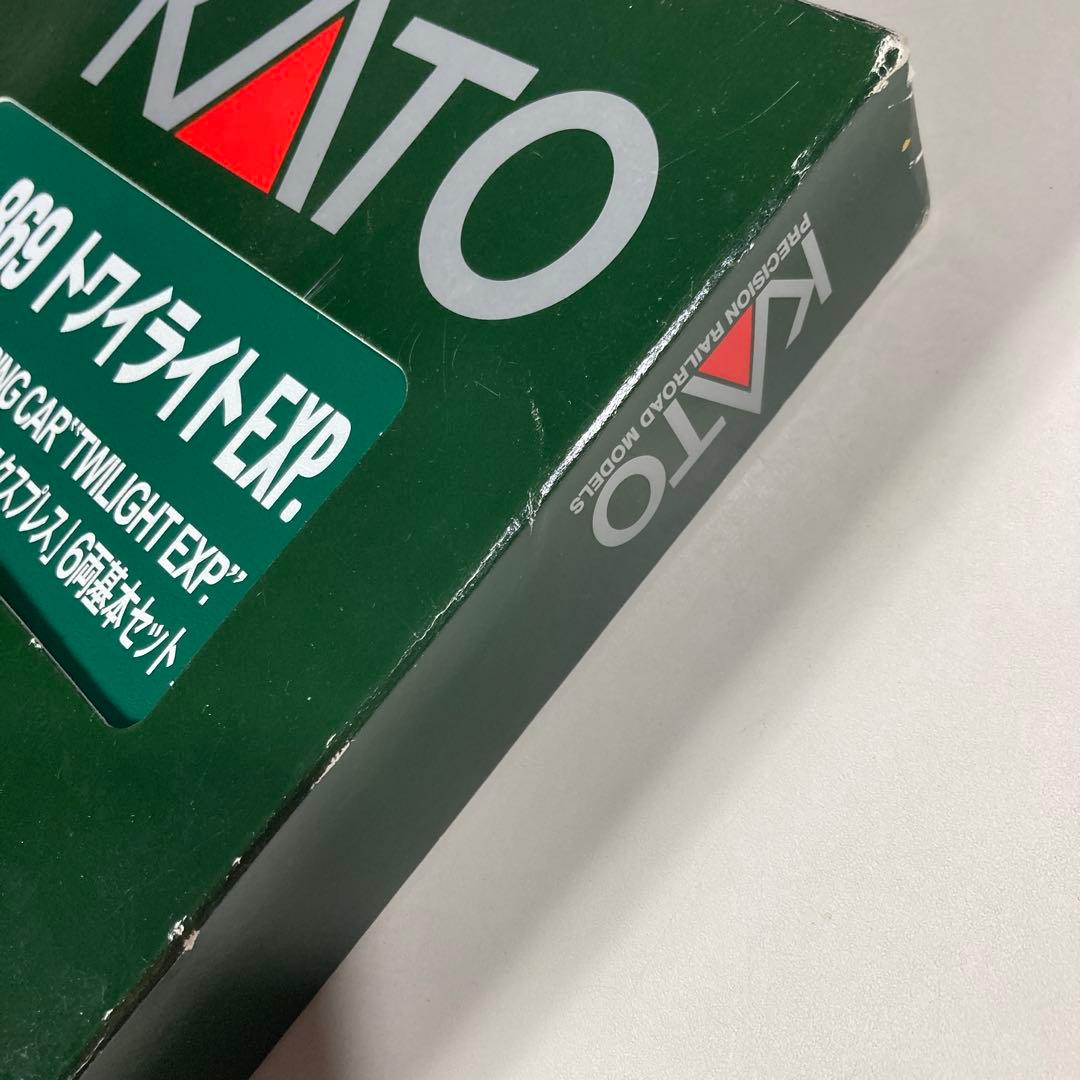 KATO
869 トワイライトEXP.
ING CAR "TWILIGHT EXP."
クスプレス」6両基本セット
KATO
PRECISION RAILROAD MODELS